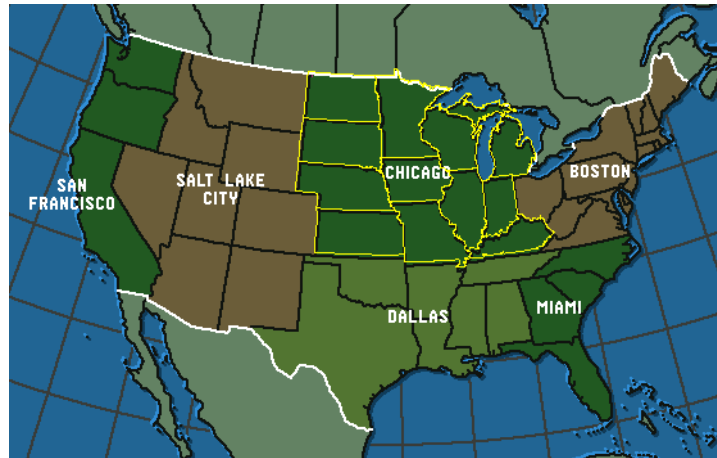 SAN
FRANCISCO
SALT LAKE
CITY
CHICAGO
BOSTON
DALLAS
MIAMI